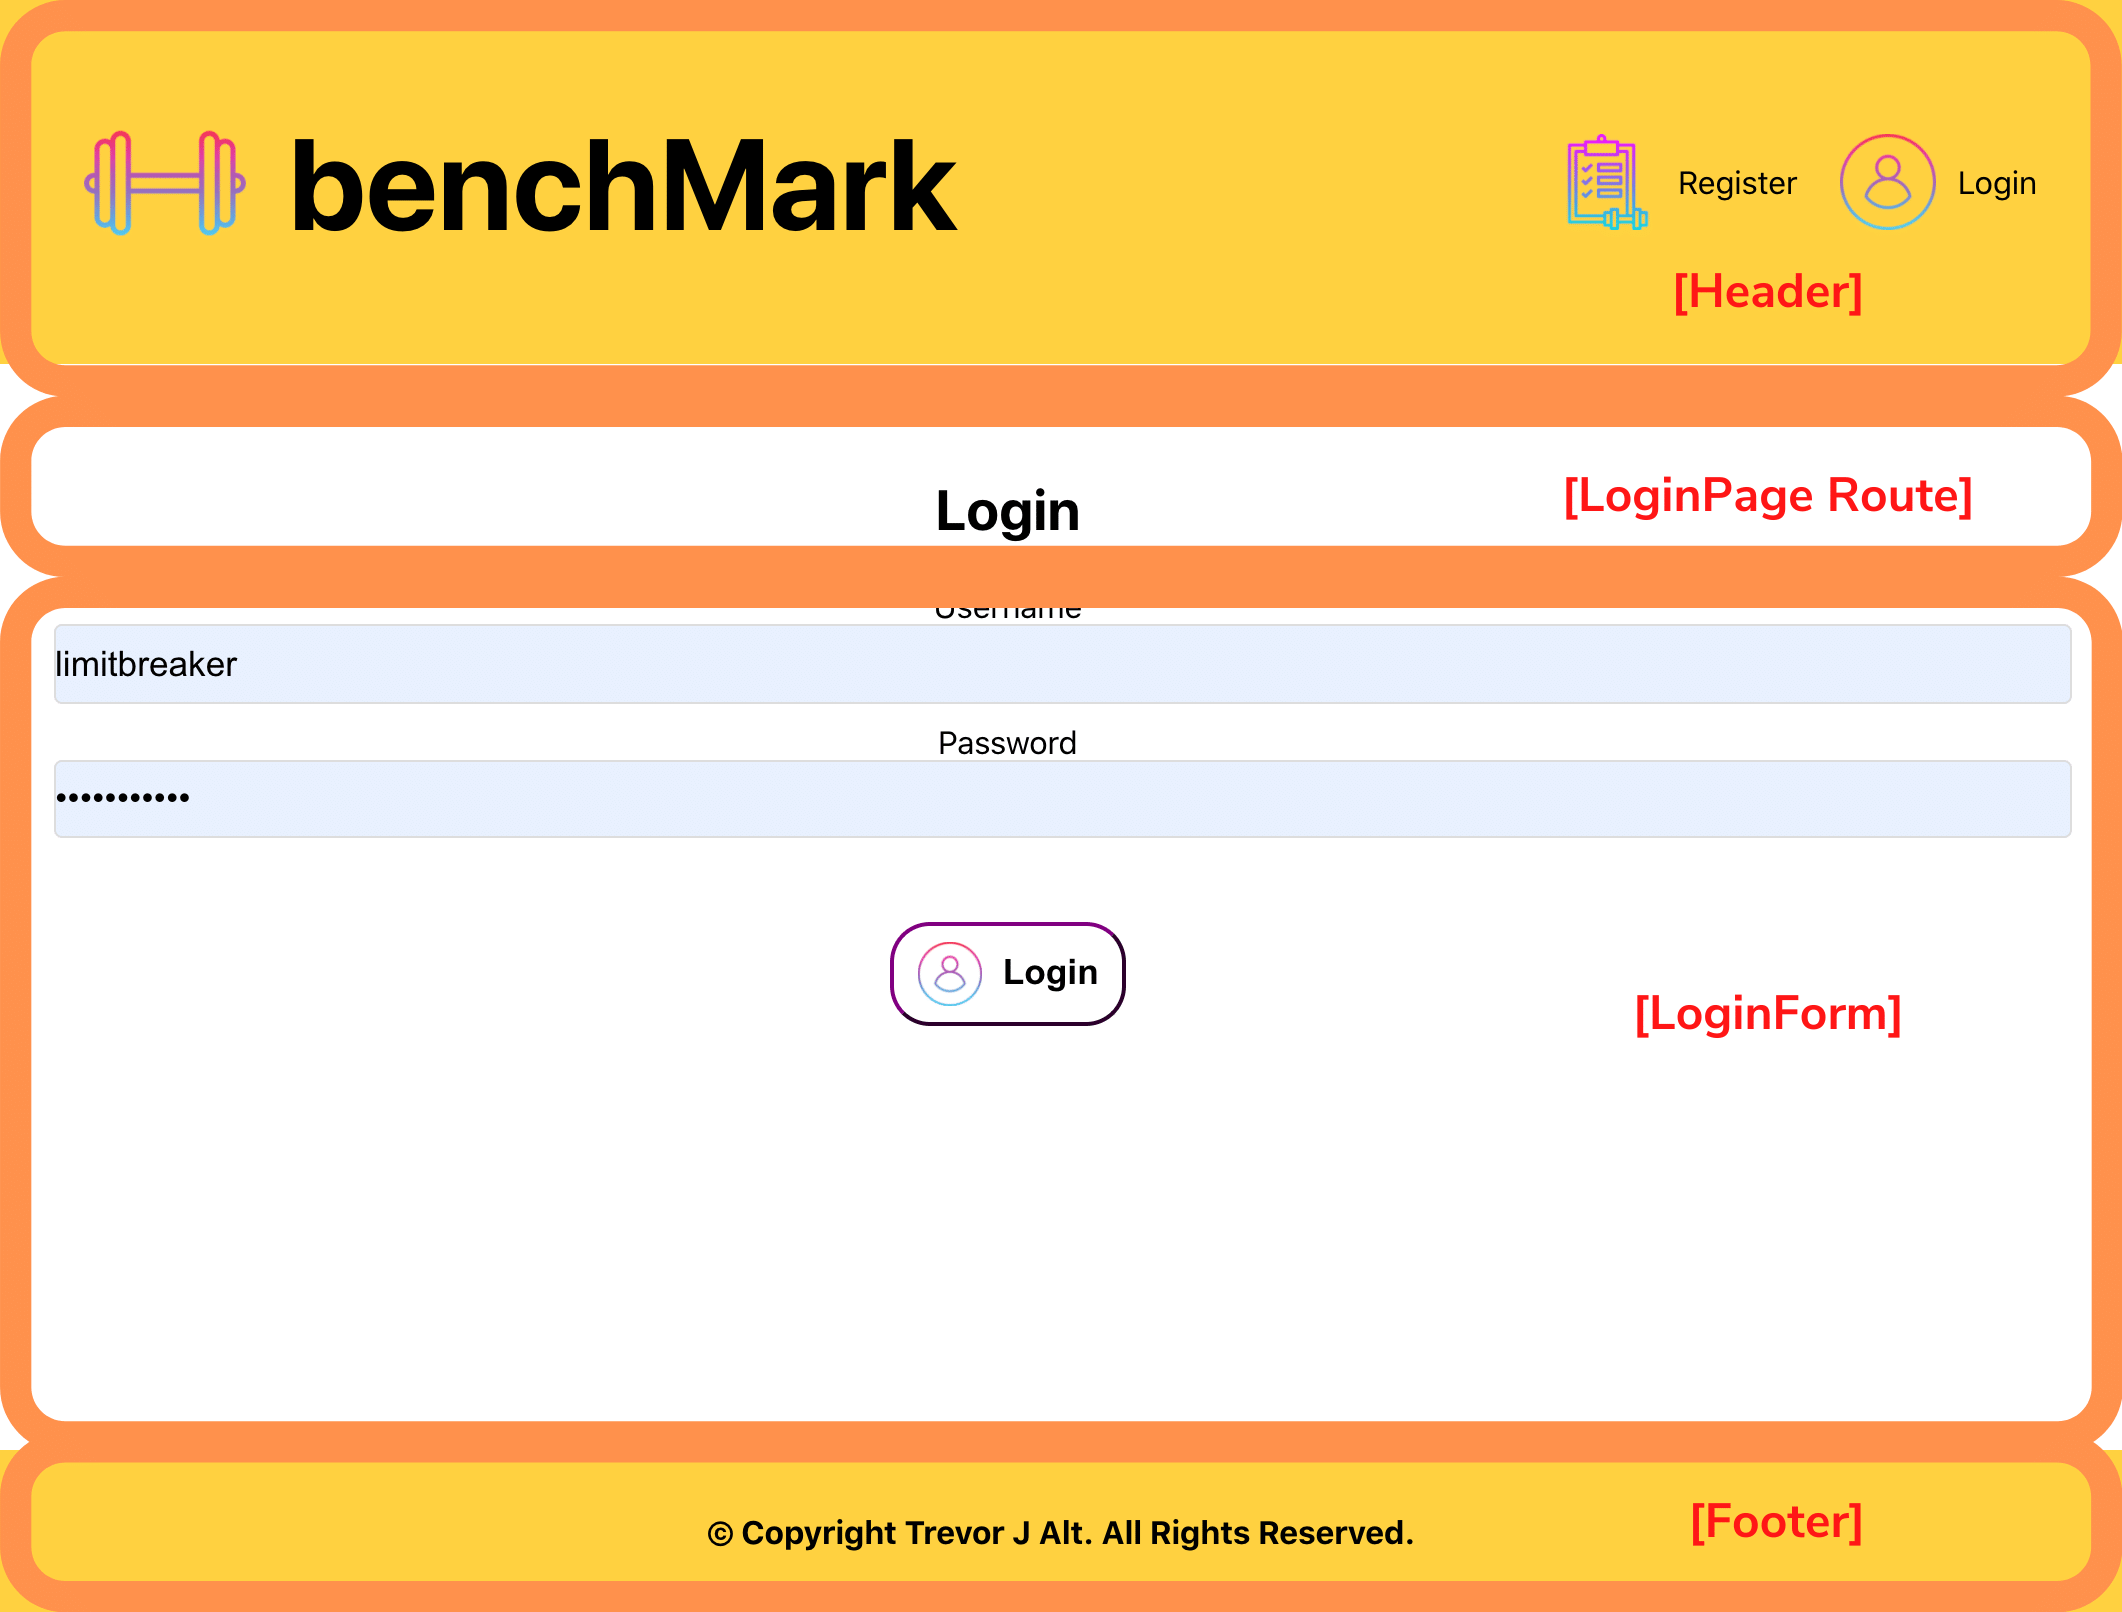 benchMark
Register Login
[Header]
Login
[LoginPage Route]
Username
limitbreaker
Password
•••••••••••
Login
[LoginForm]
© Copyright Trevor J Alt. All Rights Reserved.
[Footer]